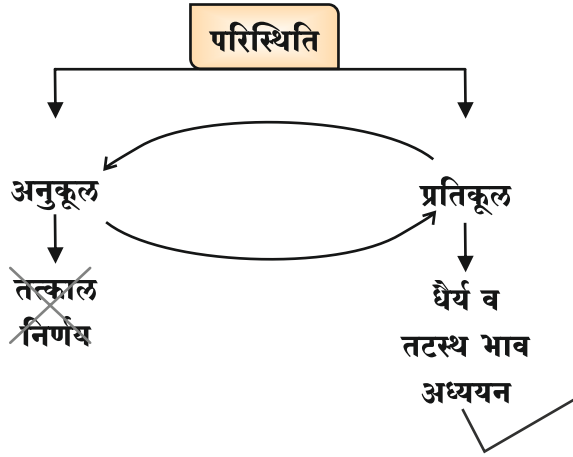 परिस्थिति
अनुकूल
प्रतिकूल
तत्काल
निर्णय
धैर्य व
तटस्थ भाव
अध्ययन